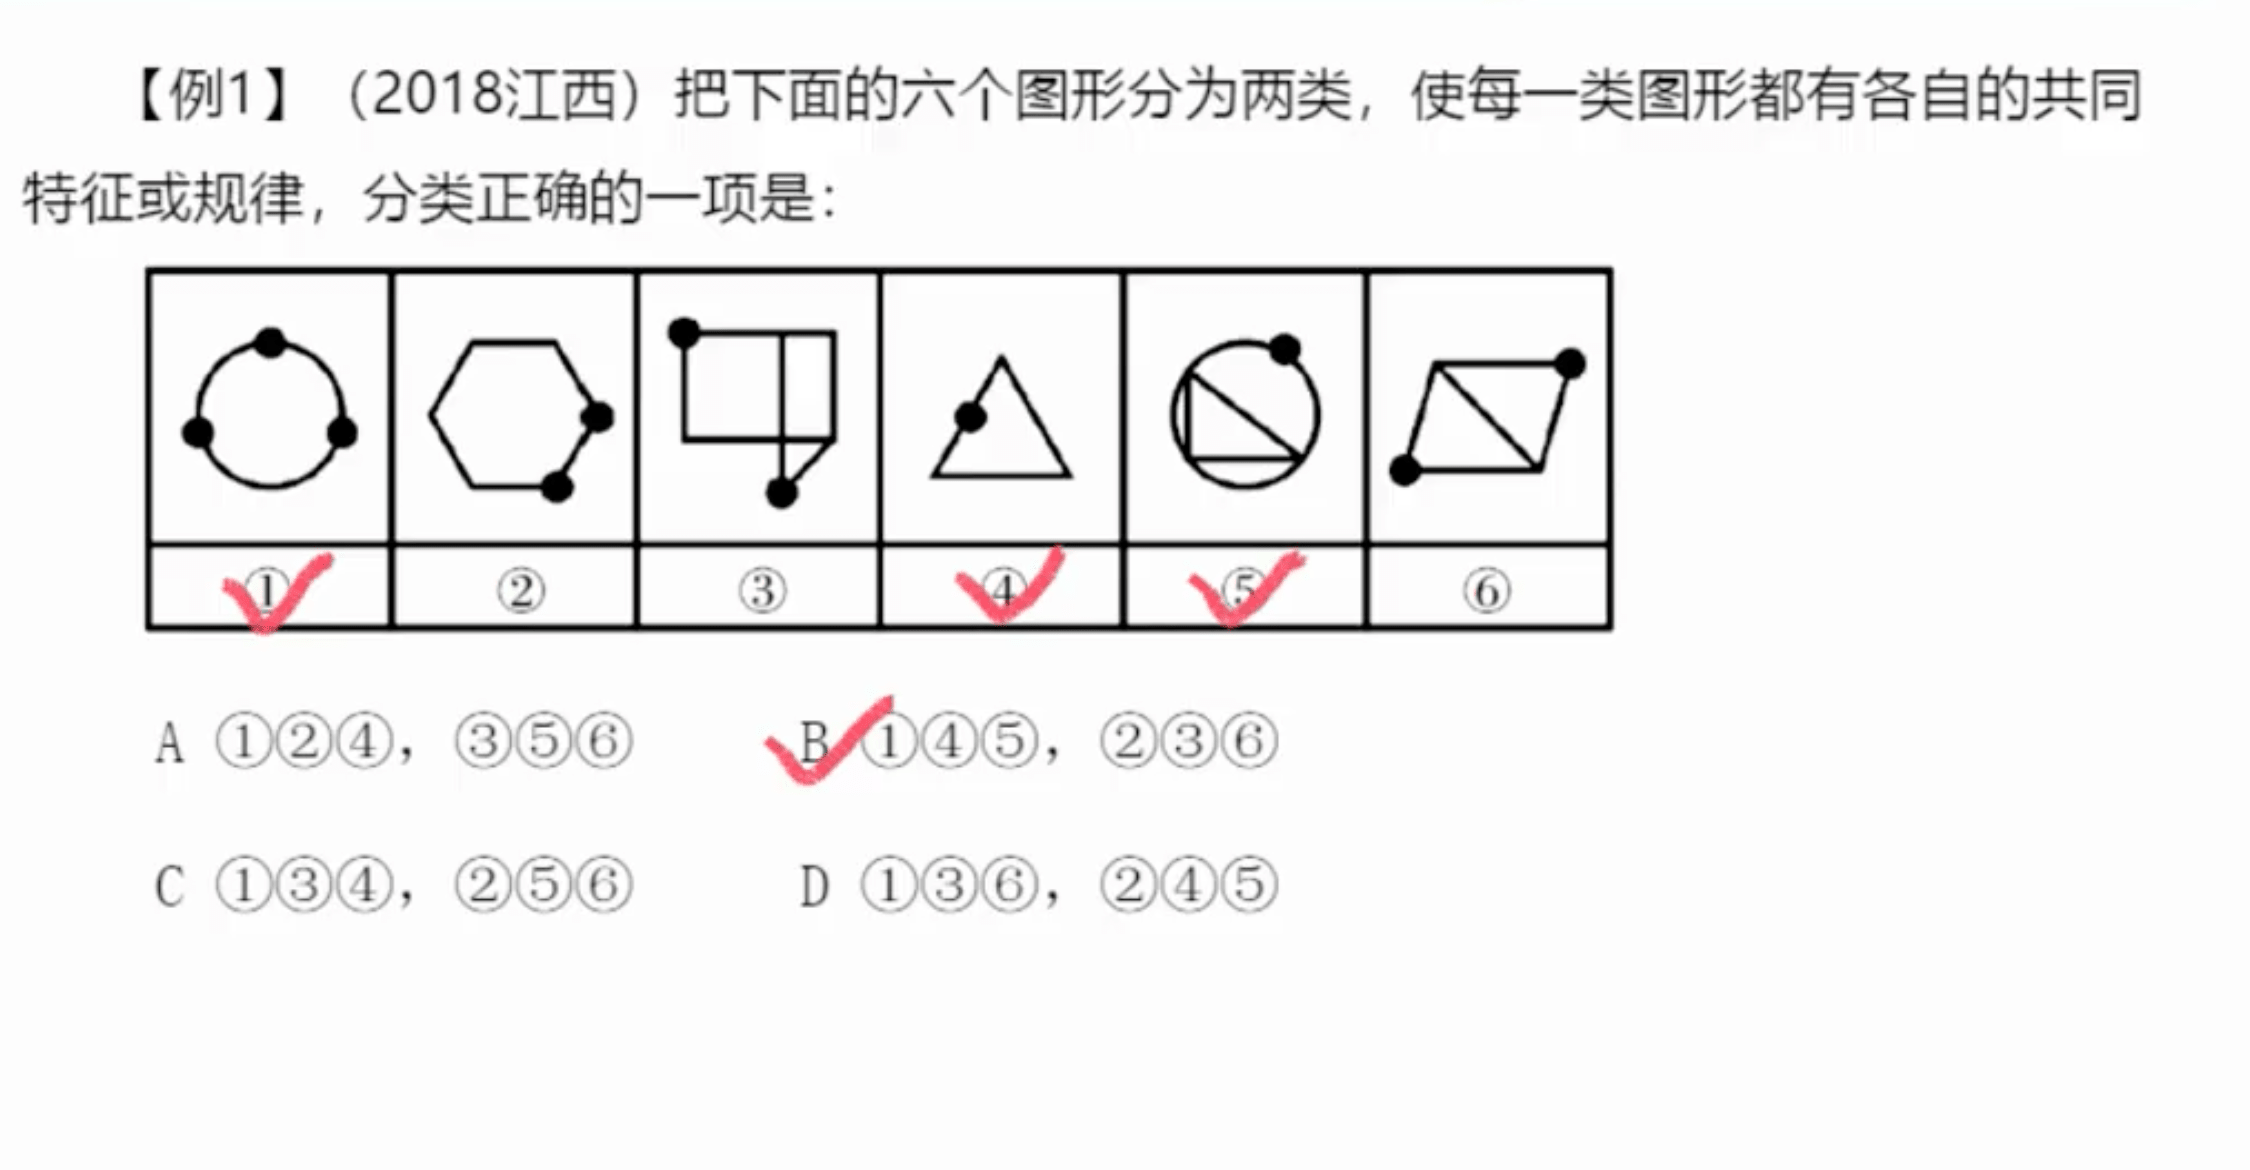 【例1】（2018江西）把下面的六个图形分为两类，使每一类图形都有各自的共同
特征或规律，分类正确的一项是：
① ② ③ ④ ⑤ ⑥
A ①②④，③⑤⑥ B ①④⑤，②③⑥
C ①③④，②⑤⑥ D ①③⑥，②④⑤